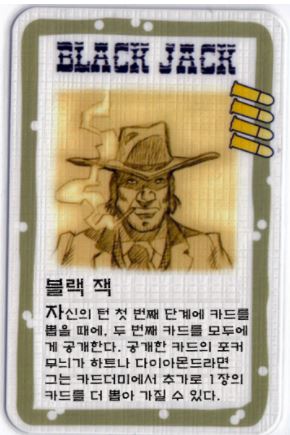 BLACK JACK
블랙 잭
자신의 턴 첫 번째 단계에 카드를
뽑을 때에, 두 번째 카드를 모두에
게 공개한다. 공개한 카드의 포커
무늬가 하트나 다이아몬드라면
그는 카드더미에서 추가로 1장의
카드를 더 뽑아 가질 수 있다.